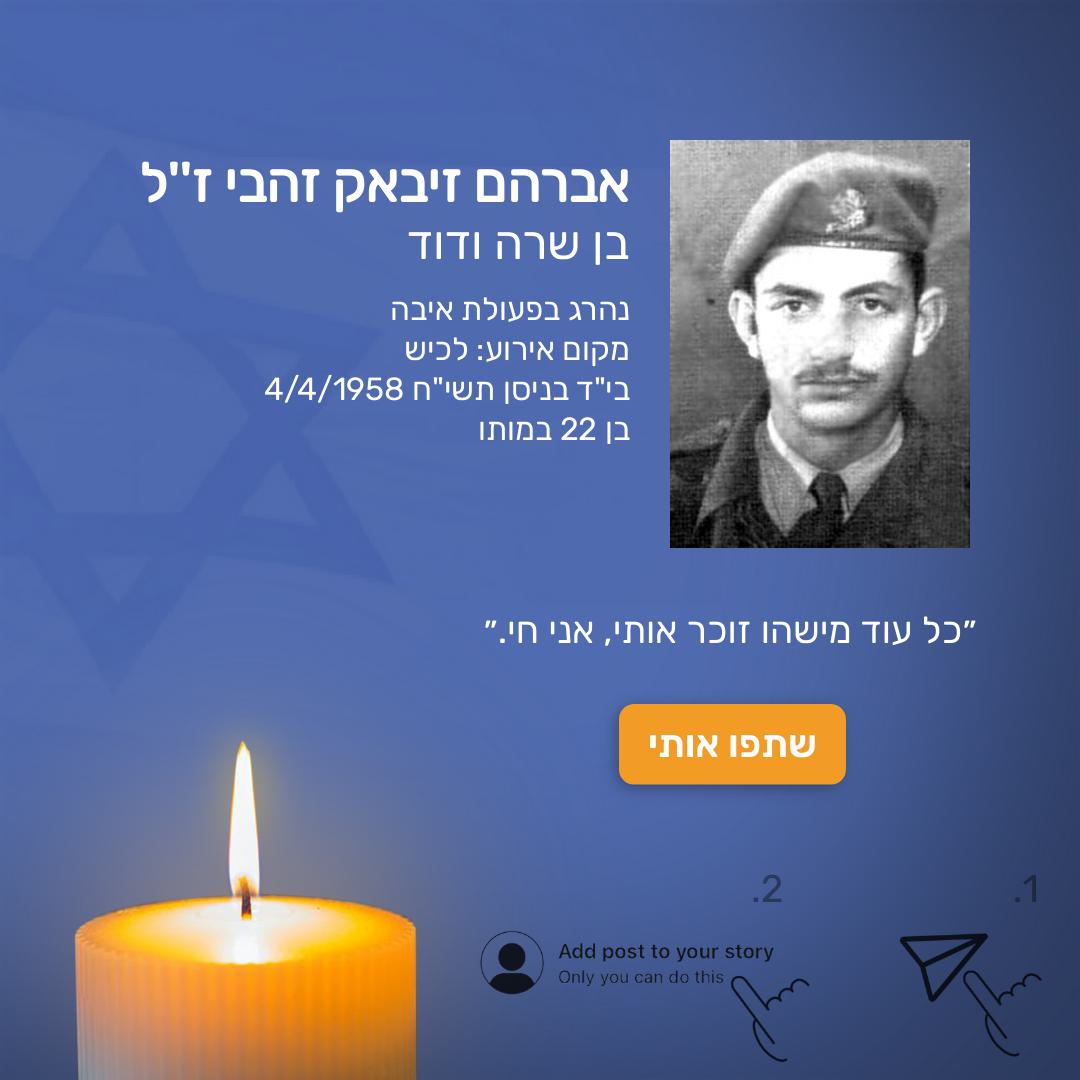 אברהם זיבאק זהבי ז"ל
בן שרה ודוד
נהרג בפעולת איבה
מקום אירוע: לכיש
בי"ד בניסן תשי"ח 4/4/1958
בן 22 במותו
״כל עוד מישהו זוכר אותי, אני חי.״
שתפו אותי
.1
.2
Add post to your story
Only you can do this